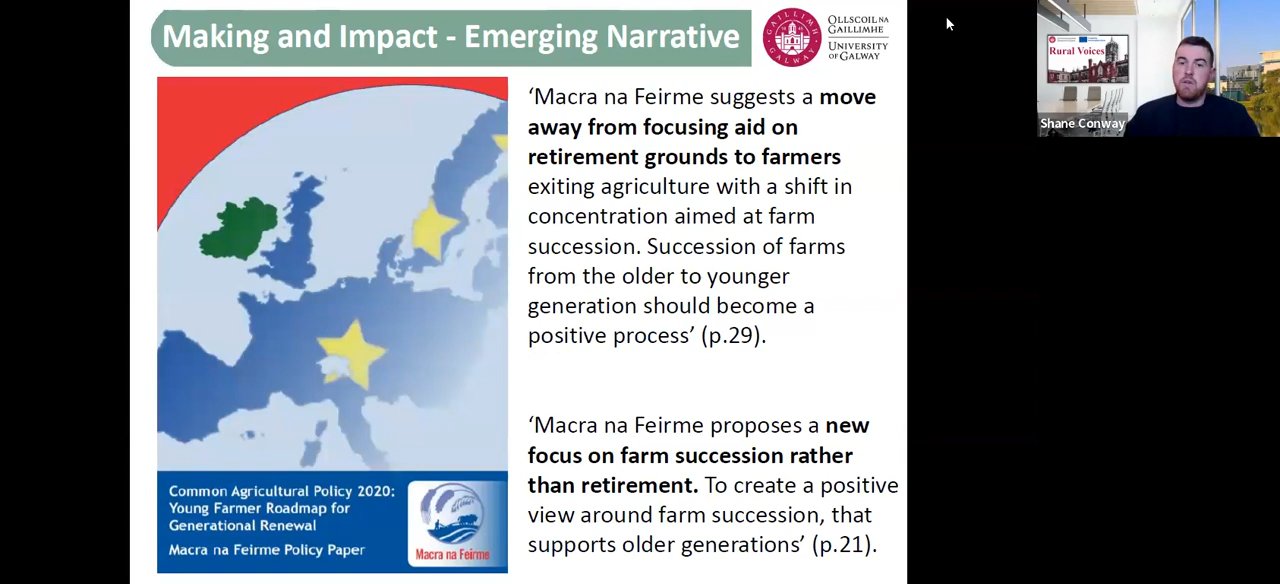 Making and Impact - Emerging Narrative
GAILLIMH
GALWAY
OLLSCOIL NA
GAILLIMHE
UNIVERSITY
OF GALWAY
Rural Voices
Shane Conway
‘Macra na Feirme suggests a move
away from focusing aid on
retirement grounds to farmers
exiting agriculture with a shift in
concentration aimed at farm
succession. Succession of farms
from the older to younger
generation should become a
positive process’ (p.29).
‘Macra na Feirme proposes a new
focus on farm succession rather
than retirement. To create a positive
view around farm succession, that
supports older generations’ (p.21).
Common Agricultural Policy 2020:
Young Farmer Roadmap for
Generational Renewal
Macra na Feirme Policy Paper
Macra na Feirme